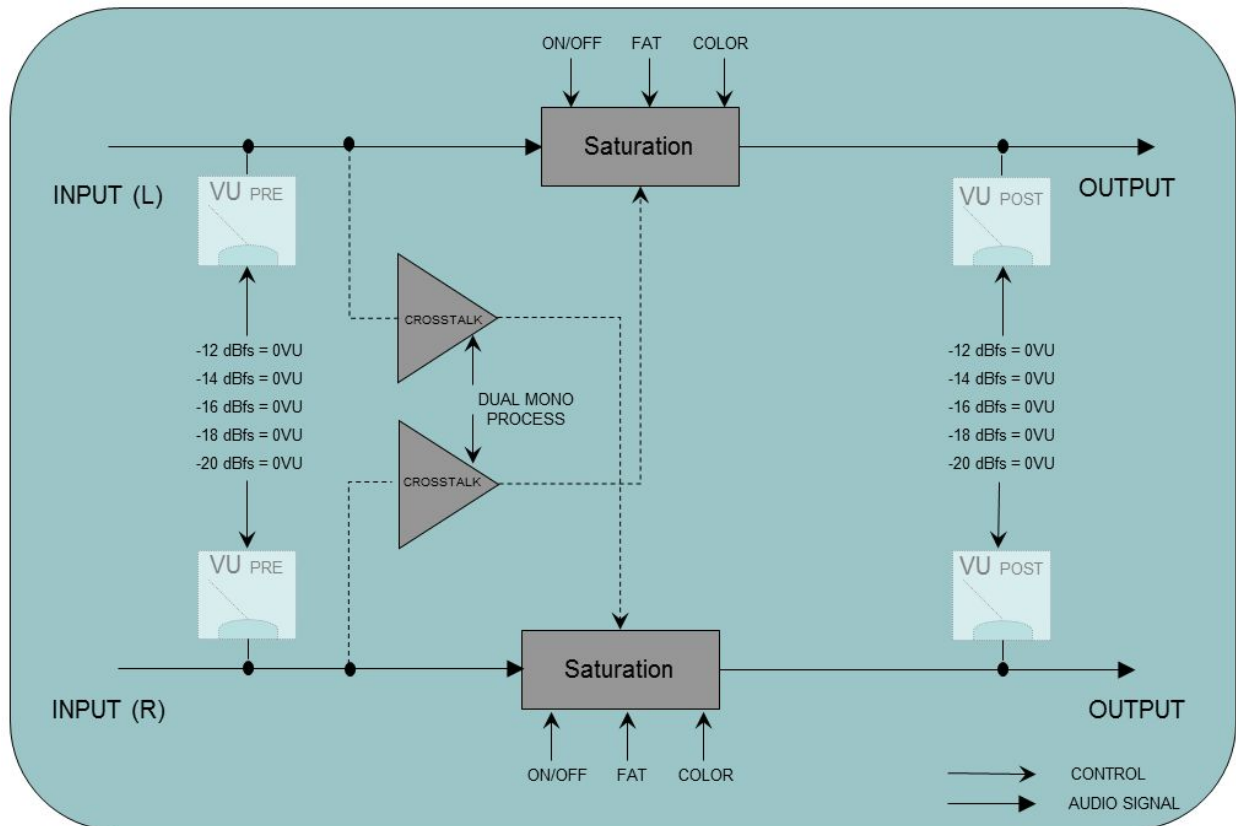 ON/OFF FAT COLOR
Saturation
INPUT (L)
VU PRE
VU POST
OUTPUT
CROSSTALK
-12 dBfs = 0VU
-14 dBfs = 0VU
-16 dBfs = 0VU
-18 dBfs = 0VU
-20 dBfs = 0VU
DUAL MONO
PROCESS
-12 dBfs = 0VU
-14 dBfs = 0VU
-16 dBfs = 0VU
-18 dBfs = 0VU
-20 dBfs = 0VU
CROSSTALK
VU PRE
VU POST
Saturation
INPUT (R)
OUTPUT
ON/OFF FAT COLOR
CONTROL
AUDIO SIGNAL